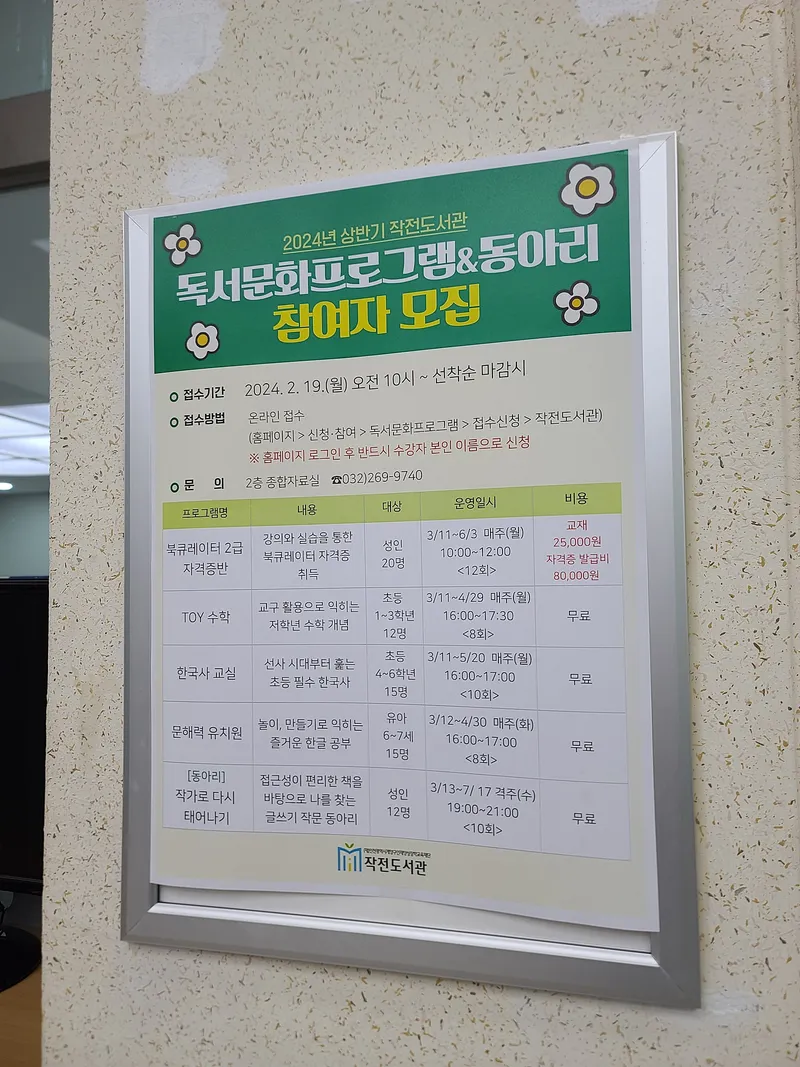 2024년 상반기 작전도서관
독서문화프로그램&동아리
참여자 모집
접수기간 2024. 2. 19.(월) 오전 10시 ~ 선착순 마감시
접수방법 온라인 접수
(홈페이지 > 신청·참여 > 독서문화프로그램 > 접수신청 > 작전도서관)
※ 홈페이지 로그인 후 반드시 수강자 본인 이름으로 신청
문 의 2층 종합자료실 ☎032)269-9740
프로그램명 내용 대상 운영일시 비용
북큐레이터 2급
자격증반
강의와 실습을 통한
북큐레이터 자격증
취득
성인
20명
3/11~6/3 매주(월)
10:00~12:00
<12회>
교재
25,000원
자격증 발급비
80,000원
TOY 수학
교구 활용으로 익히는
저학년 수학 개념
초등
1~3학년
12명
3/11~4/29 매주(월)
16:00~17:30
<8회>
무료
한국사 교실
선사 시대부터 훑는
초등 필수 한국사
초등
4~6학년
15명
3/11~5/20 매주(월)
16:00~17:00
<10회>
무료
문해력 유치원
놀이, 만들기로 익히는
즐거운 한글 공부
유아
6~7세
15명
3/12~4/30 매주(화)
16:00~17:00
<8회>
무료
[동아리]
작가로 다시
태어나기
접근성이 편리한 책을
바탕으로 나를 찾는
글쓰기 작문 동아리
성인
12명
3/13~7/ 17 격주(수)
19:00~21:00
<10회>
무료
작전도서관